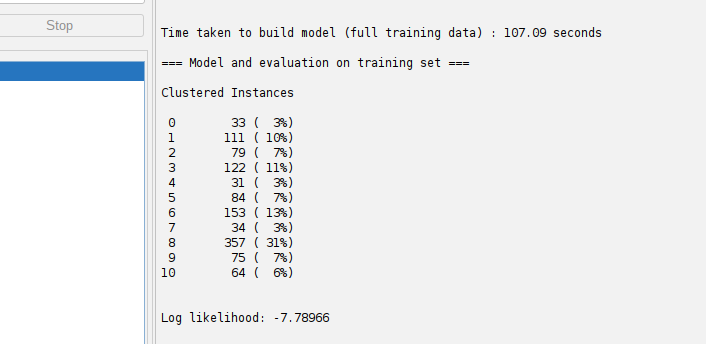 Stop
Time taken to build model (full training data) : 107.09 seconds
=== Model and evaluation on training set ===
Clustered Instances
0 33 ( 3%)
1 111 ( 10%)
2 79 ( 7%)
3 122 ( 11%)
4 31 ( 3%)
5 84 ( 7%)
6 153 ( 13%)
7 34 ( 3%)
8 357 ( 31%)
9 75 ( 7%)
10 64 ( 6%)
Log likelihood: -7.78966